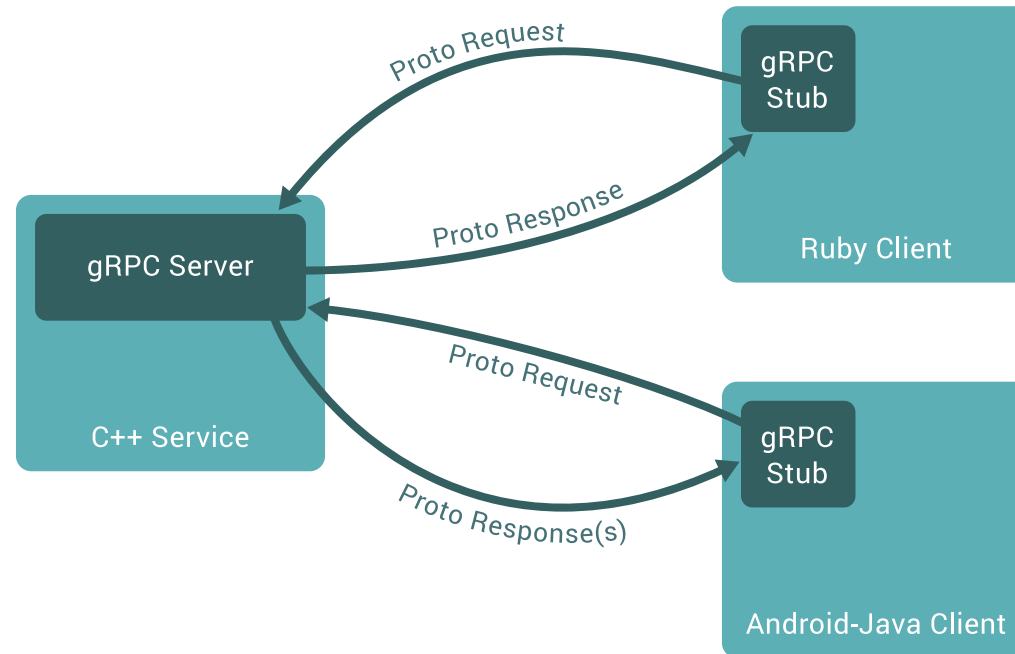 Proto Request
gRPC
Stub
Proto Response
Ruby Client
gRPC Server
C++ Service
Proto Request
gRPC
Stub
Proto Response(s)
Android-Java Client